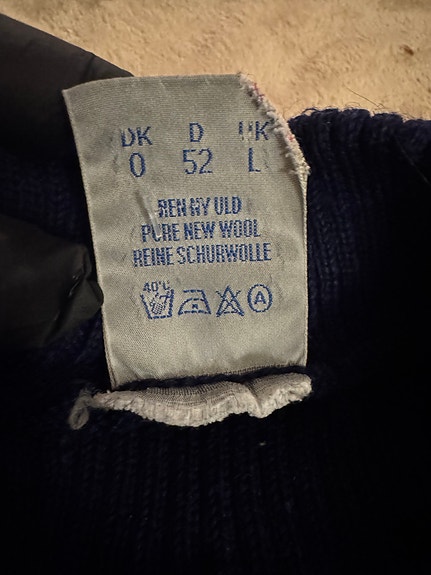 DK D UK
0 52 L
REN NY ULD
PURE NEW WOOL
REINE SCHURWOLLE
40°C
A